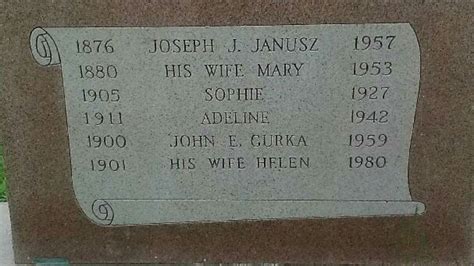 1876 JOSEPH J. JANUSZ 1957
1880 HIS WIFE MARY 1953
1905 SOPHIE 1927
1911 ADELINE 1942
1900 JOHN E. GURKA 1959
1901 HIS WIFE HELEN 1980